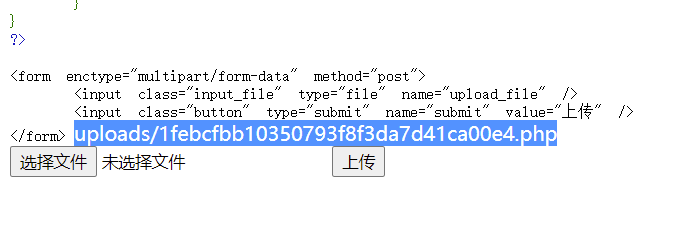 }
}
?>
<form enctype="multipart/form-data" method="post">
<input class="input_file" type="file" name="upload_file" />
<input class="button" type="submit" name="submit" value="上传" />
</form> uploads/1febcfbb10350793f8f3da7d41ca00e4.php
选择文件 未选择文件 上传